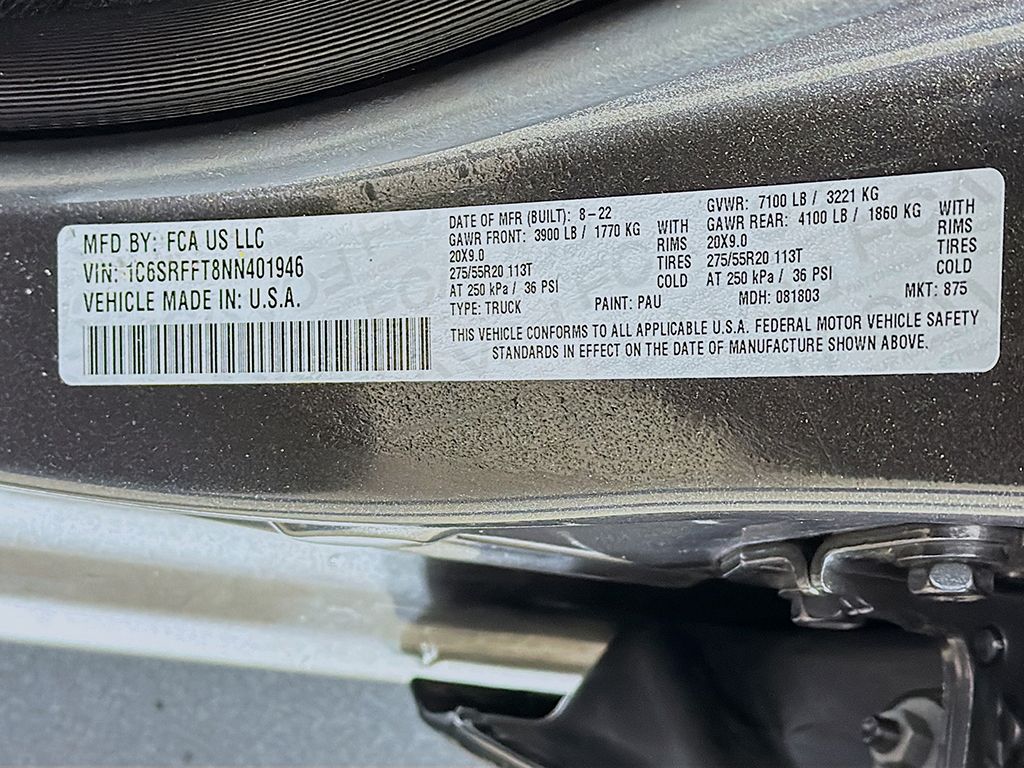 MFD BY: FCA US LLC
VIN: 1C6SRFFT8NN401946
VEHICLE MADE IN: U.S.A.
DATE OF MFR (BUILT): 8-22
GAWR FRONT: 3900 LB / 1770 KG WITH
20X9.0 RIMS
275/55R20 113T TIRES
AT 250 kPa / 36 PSI COLD
GVWR: 7100 LB / 3221 KG
GAWR REAR: 4100 LB / 1860 KG WITH
20X9.0 RIMS
275/55R20 113T TIRES
AT 250 kPa / 36 PSI COLD
TYPE: TRUCK PAINT: PAU MDH: 081803 MKT: 875
THIS VEHICLE CONFORMS TO ALL APPLICABLE U.S.A. FEDERAL MOTOR VEHICLE SAFETY
STANDARDS IN EFFECT ON THE DATE OF MANUFACTURE SHOWN ABOVE.